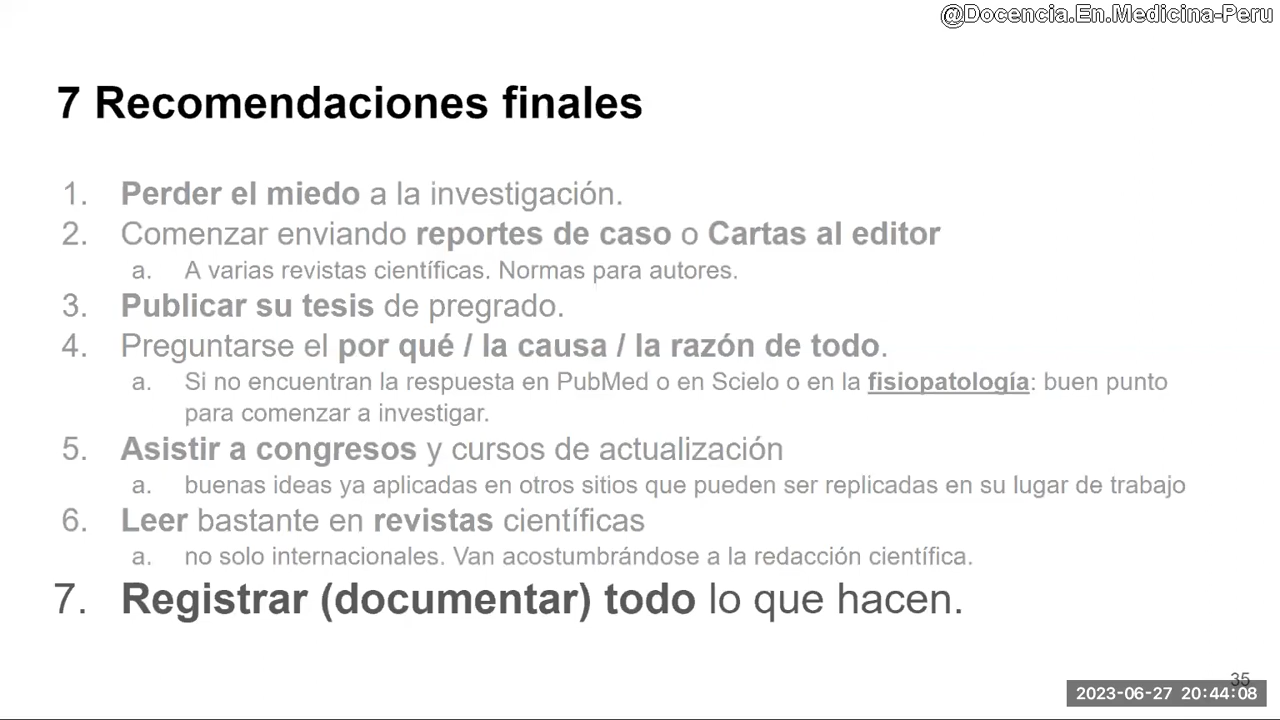 @Docencia.En.Medicina-Peru
7 Recomendaciones finales
1. Perder el miedo a la investigación.
2. Comenzar enviando reportes de caso o Cartas al editor
a. A varias revistas científicas. Normas para autores.
3. Publicar su tesis de pregrado.
4. Preguntarse el por qué / la causa / la razón de todo.
a. Si no encuentran la respuesta en PubMed o en Scielo o en la fisiopatología: buen punto
para comenzar a investigar.
5. Asistir a congresos y cursos de actualización
a. buenas ideas ya aplicadas en otros sitios que pueden ser replicadas en su lugar de trabajo
6. Leer bastante en revistas científicas
a. no solo internacionales. Van acostumbrándose a la redacción científica.
7. Registrar (documentar) todo lo que hacen.
35
2023-06-27 20:44:08